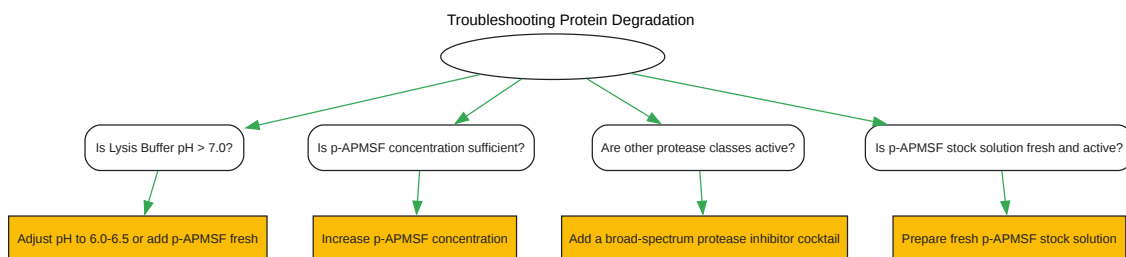 Troubleshooting Protein Degradation
Is Lysis Buffer pH > 7.0?
Is p-APMSF concentration sufficient?
Are other protease classes active?
Is p-APMSF stock solution fresh and active?
Adjust pH to 6.0-6.5 or add p-APMSF fresh
Increase p-APMSF concentration
Add a broad-spectrum protease inhibitor cocktail
Prepare fresh p-APMSF stock solution